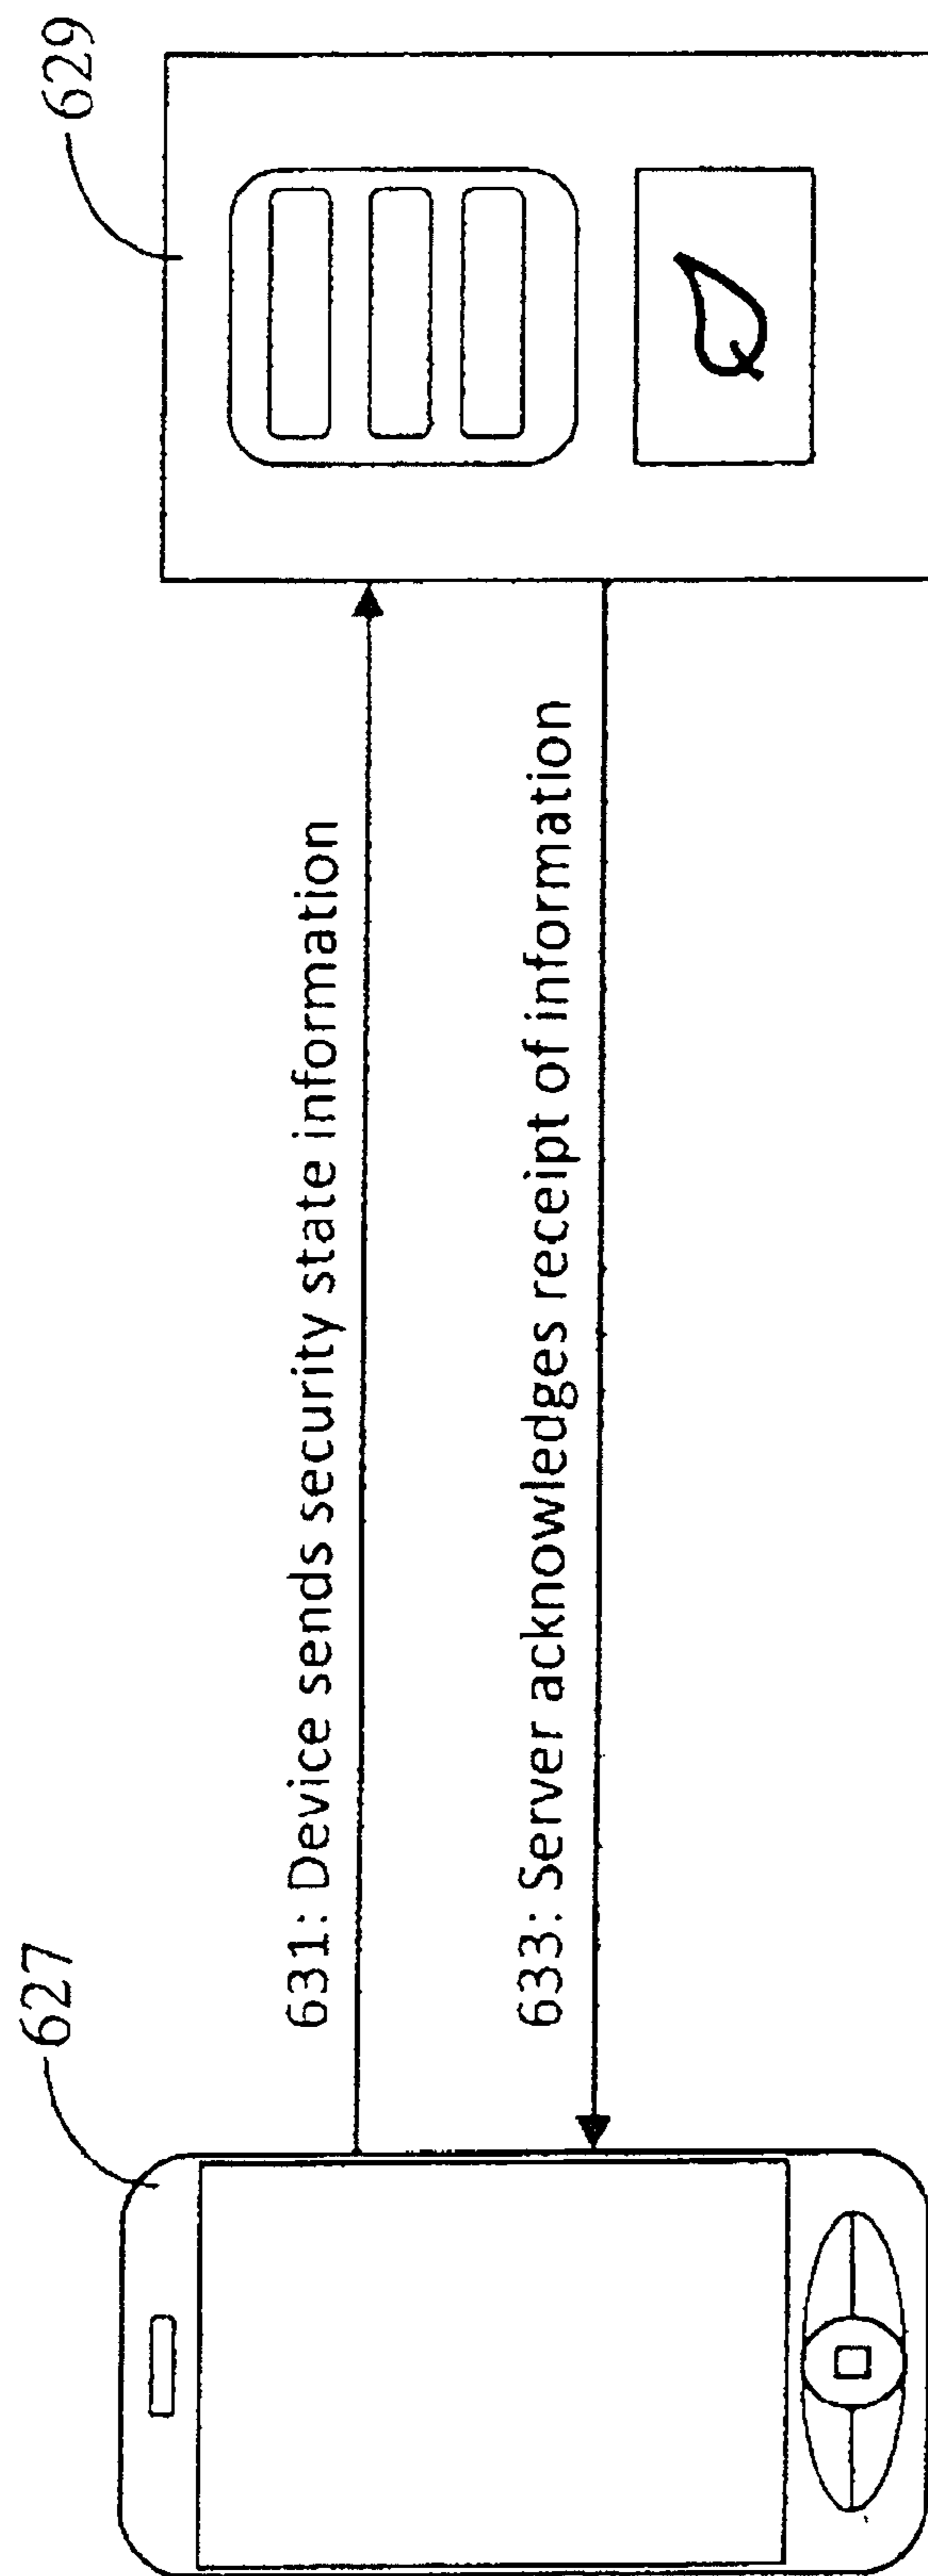 627
629
631: Device sends security state information
633: Server acknowledges receipt of information